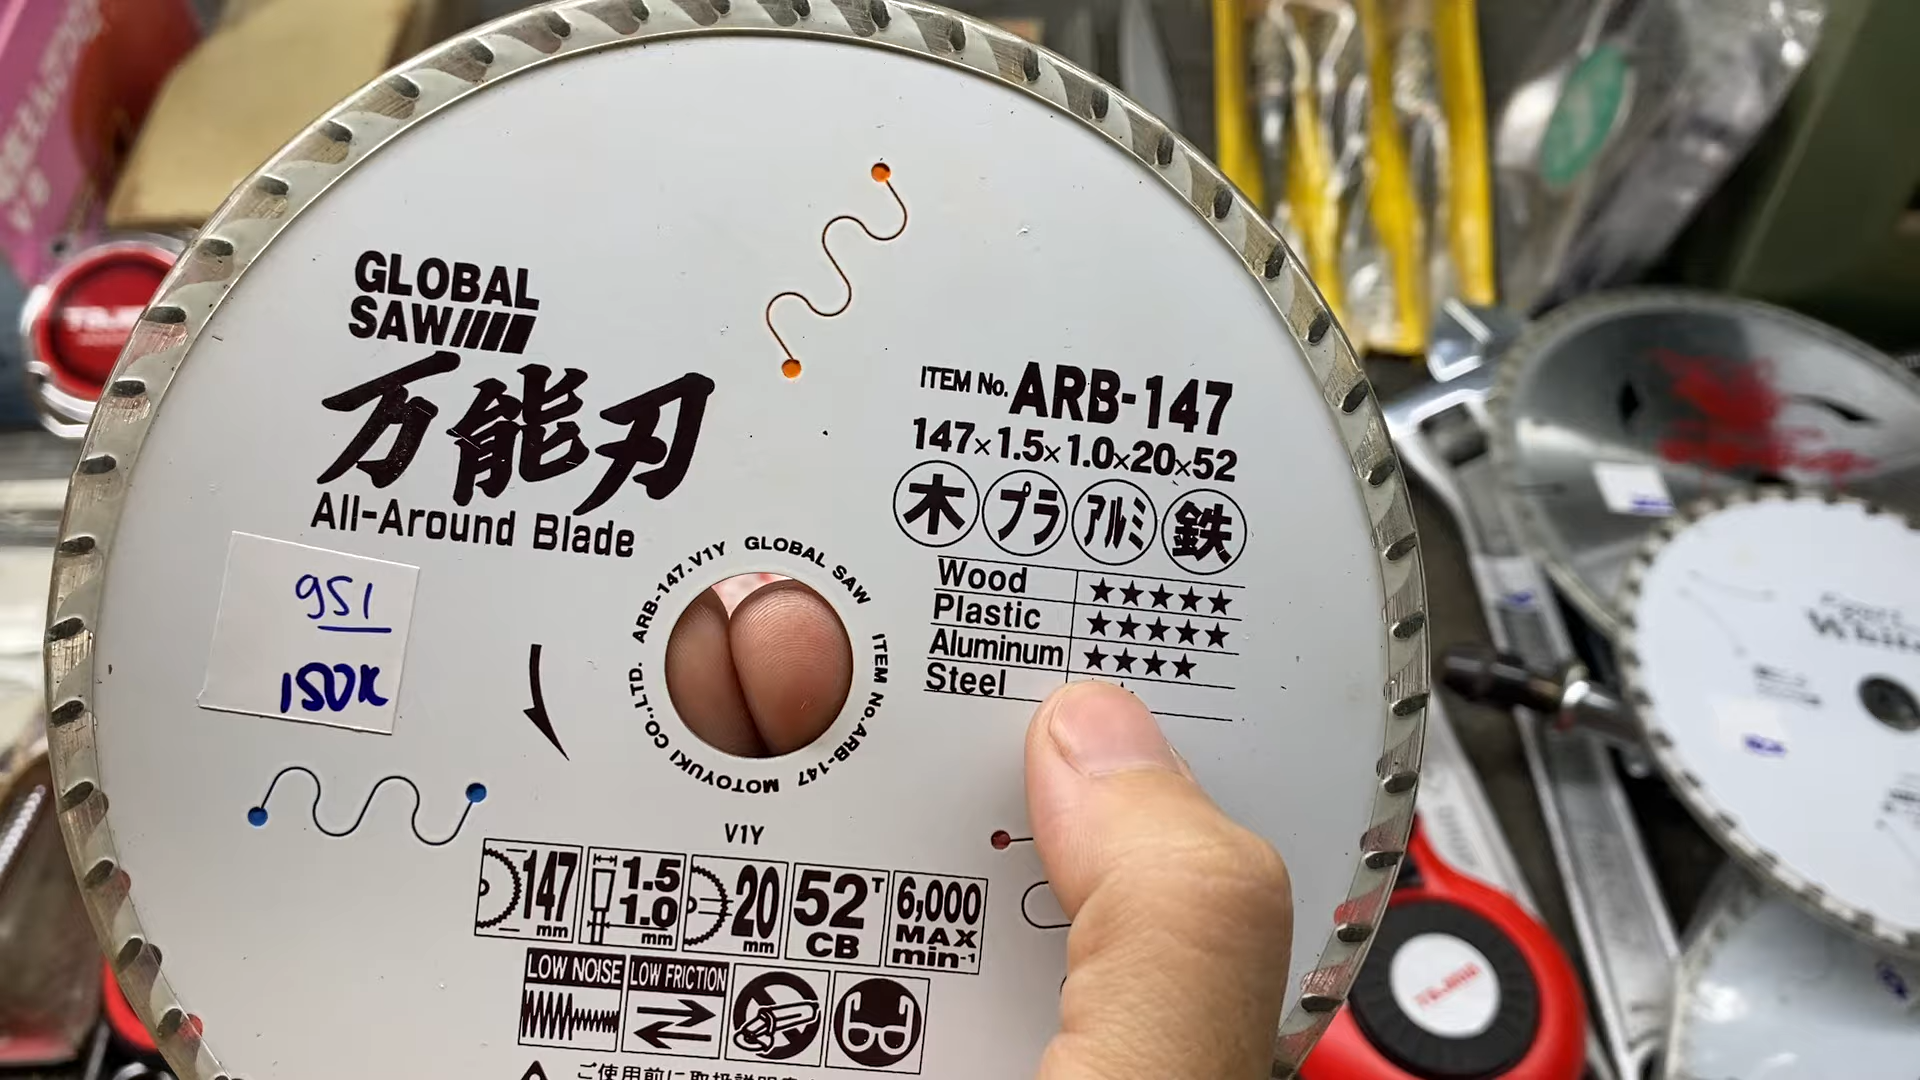 GLOBAL
SAW
万能刃
All-Around Blade
951
150K
ITEM No. ARB-147
147×1.5×1.0×20×52
木 プラ アルミ 鉄
Wood ★★★★★
Plastic ★★★★★
Aluminum ★★★★
Steel
ARB-147.V1Y GLOBAL SAW ITEM No.ARB-147 MOTOYUKI CO.,LTD.
V1Y
147 mm
1.5
1.0 mm
20 mm
52T CB
6,000 MAX min-1
LOW NOISE
LOW FRICTION
White